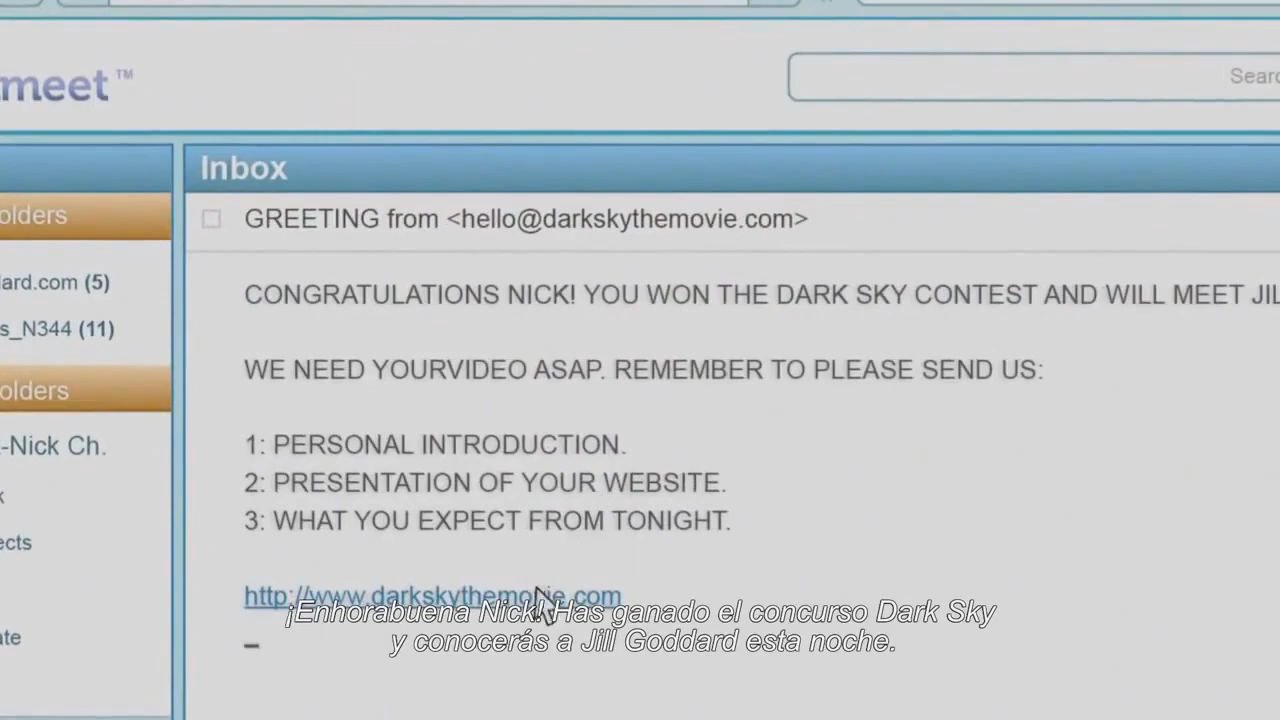 meet™
Sear
Inbox
olders
GREETING from <hello@darkskythemovie.com>
lard.com (5)
CONGRATULATIONS NICK! YOU WON THE DARK SKY CONTEST AND WILL MEET JIL
s_N344 (11)
WE NEED YOURVIDEO ASAP. REMEMBER TO PLEASE SEND US:
olders
-Nick Ch.
1: PERSONAL INTRODUCTION.
2: PRESENTATION OF YOUR WEBSITE.
k
3: WHAT YOU EXPECT FROM TONIGHT.
ects
http://www.darkskythemovie.com
¡Enhorabuena Nick! Has ganado el concurso Dark Sky
ate
y conocerás a Jill Goddard esta noche.